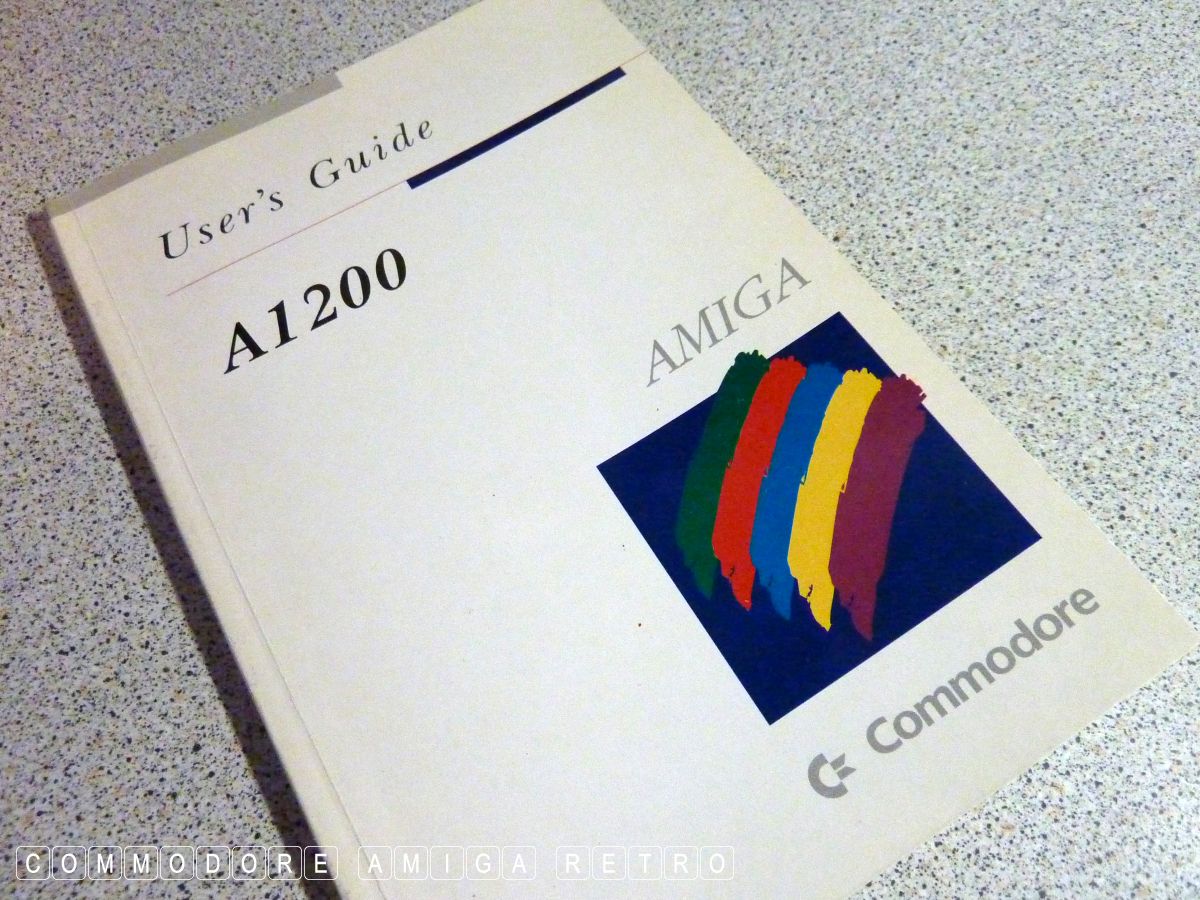 User's Guide
A1200
AMIGA
Commodore
COMMODORE AMIGA RETRO